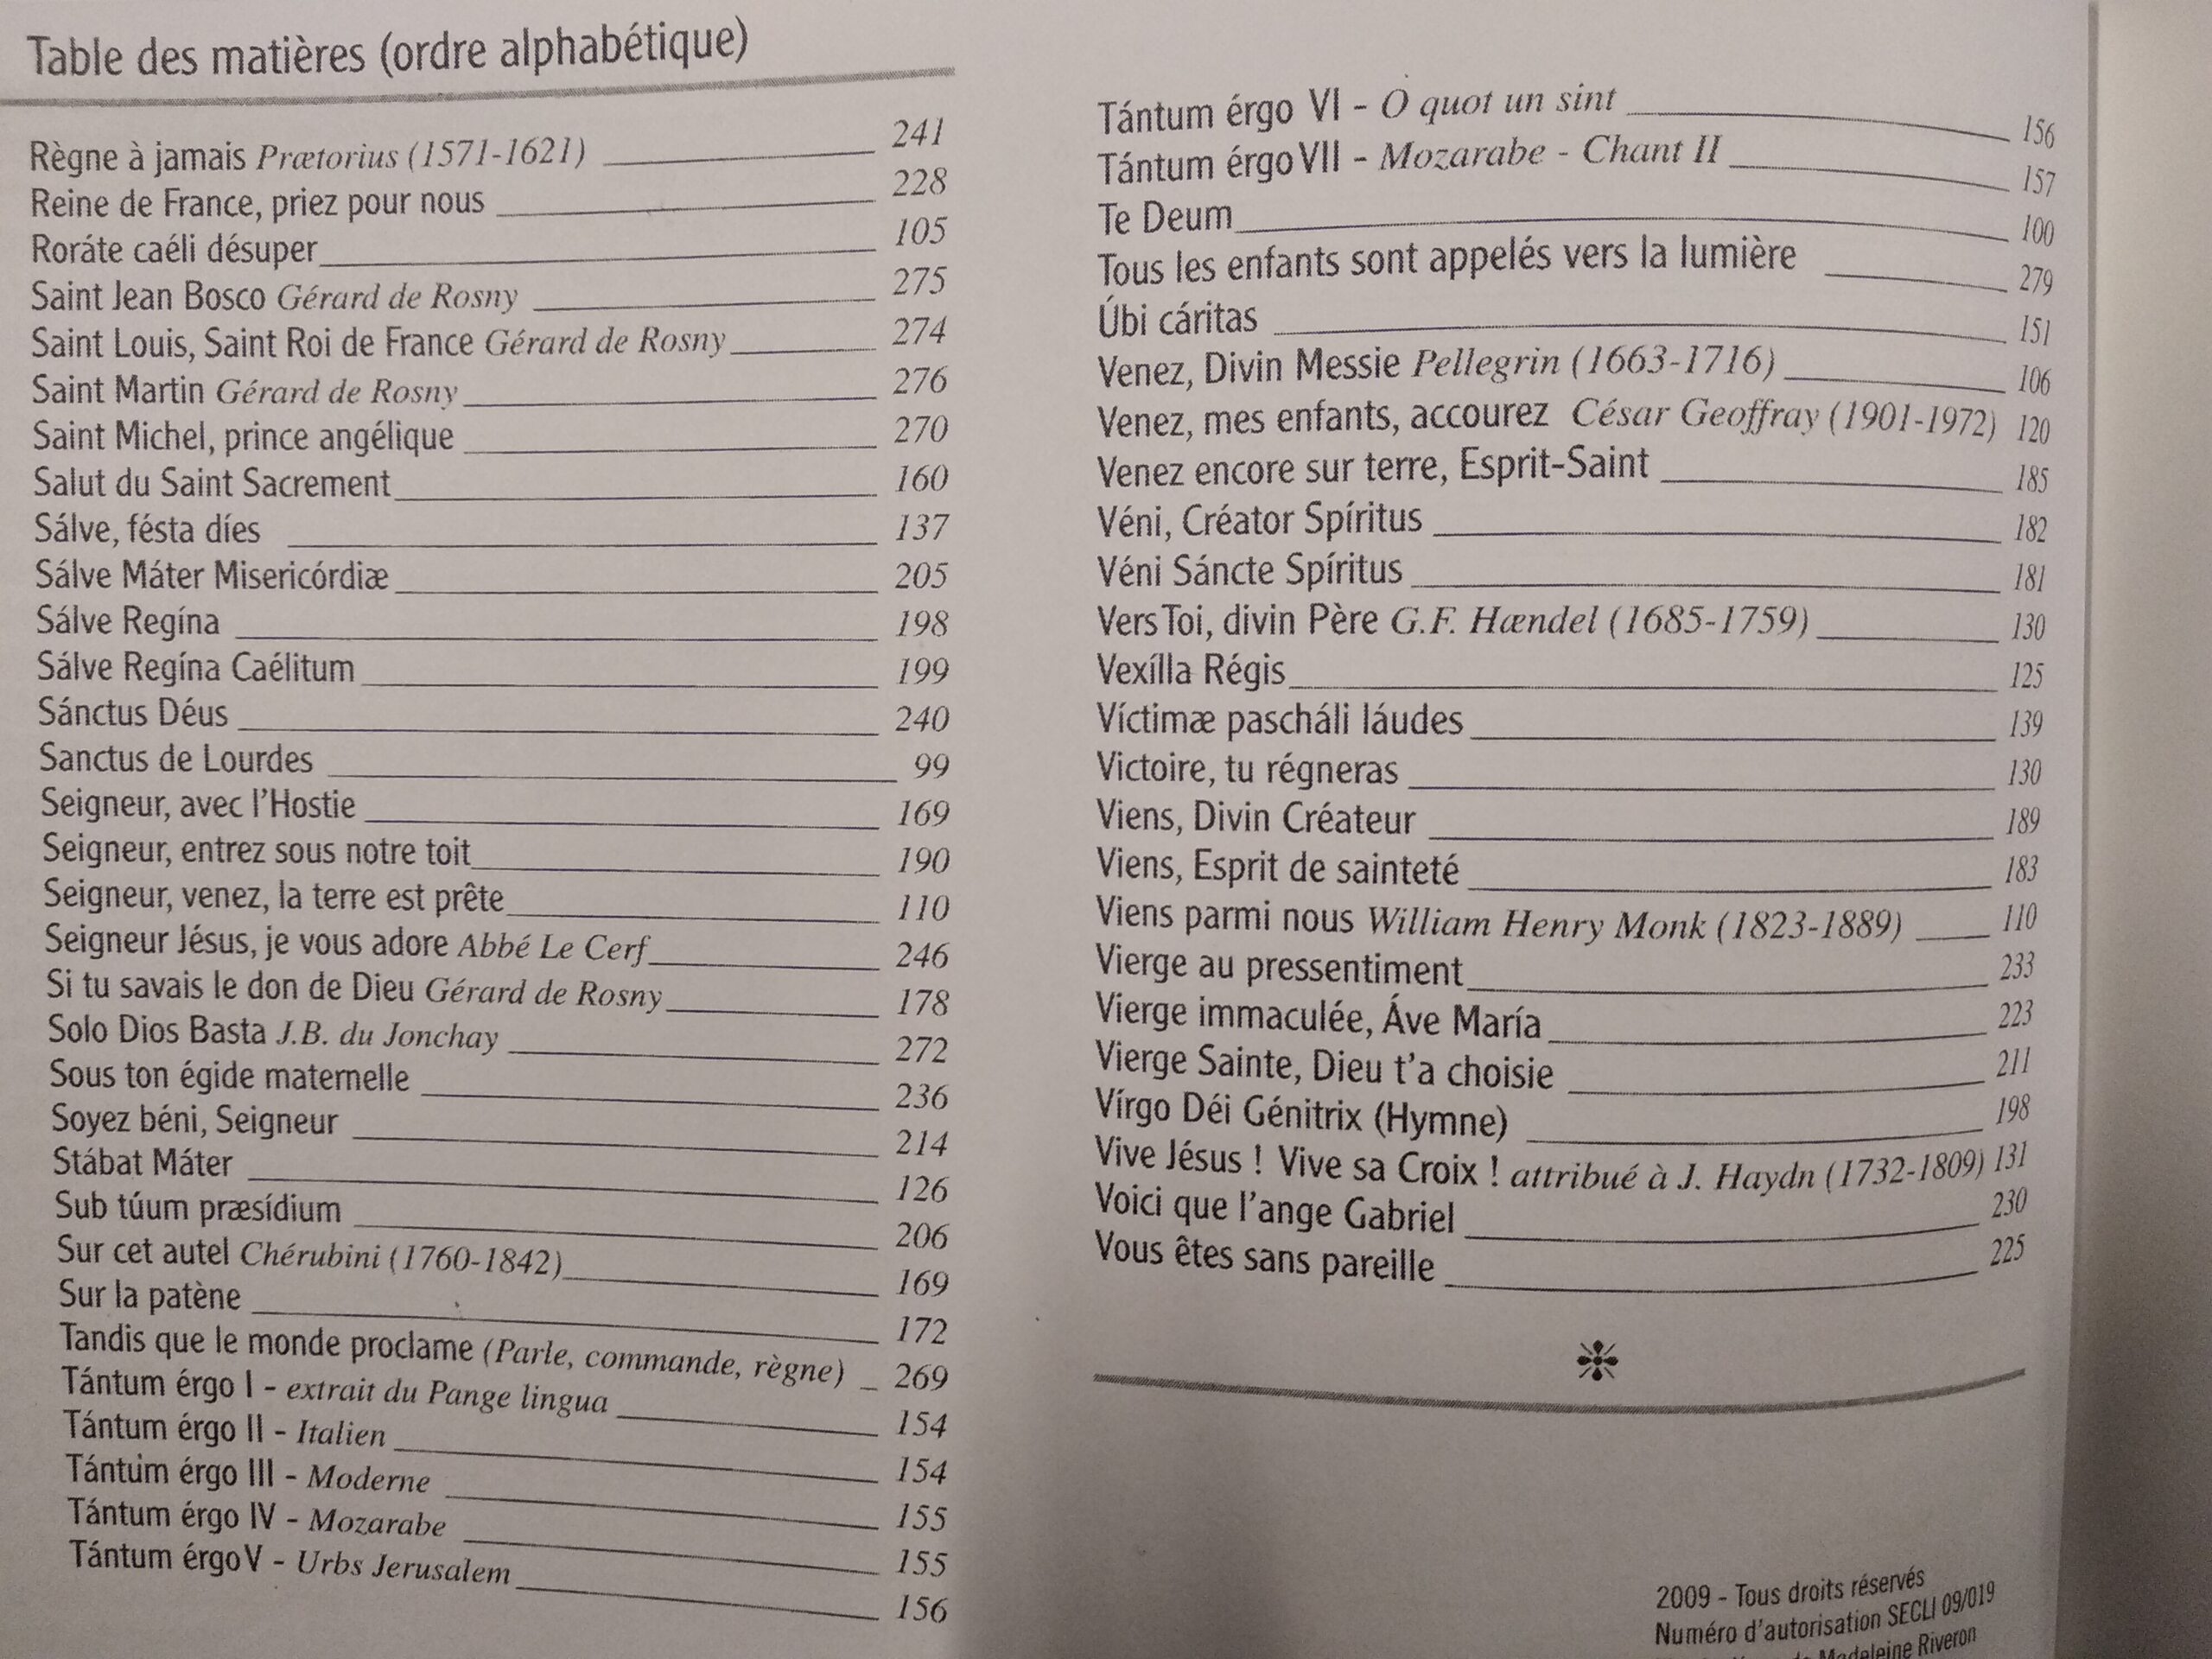 Table des matières (ordre alphabétique)
Règne à jamais Prætorius (1571-1621) 241
Reine de France, priez pour nous 228
Roráte caéli désuper 105
Saint Jean Bosco Gérard de Rosny 275
Saint Louis, Saint Roi de France Gérard de Rosny 274
Saint Martin Gérard de Rosny 276
Saint Michel, prince angélique 270
Salut du Saint Sacrement 160
Sálve, fésta díes 137
Sálve Máter Misericórdiæ 205
Sálve Regína 198
Sálve Regína Caélitum 199
Sánctus Déus 240
Sanctus de Lourdes 99
Seigneur, avec l'Hostie 169
Seigneur, entrez sous notre toit 190
Seigneur, venez, la terre est prête 110
Seigneur Jésus, je vous adore Abbé Le Cerf 246
Si tu savais le don de Dieu Gérard de Rosny 178
Solo Dios Basta J.B. du Jonchay 272
Sous ton égide maternelle 236
Soyez béni, Seigneur 214
Stábat Máter 126
Sub túum præsídium 206
Sur cet autel Chérubini (1760-1842) 169
Sur la patène 172
Tandis que le monde proclame (Parle, commande, règne) 269
Tántum érgo I - extrait du Pange lingua 154
Tántum érgo II - Italien 154
Tántum érgo III - Moderne 155
Tántum érgo IV - Mozarabe 155
Tántum érgo V - Urbs Jerusalem 156
Tántum érgo VI - O quot un sint 156
Tántum érgo VII - Mozarabe - Chant II 157
Te Deum 100
Tous les enfants sont appelés vers la lumière 279
Úbi cáritas 151
Venez, Divin Messie Pellegrin (1663-1716) 106
Venez, mes enfants, accourez César Geoffray (1901-1972) 120
Venez encore sur terre, Esprit-Saint 185
Véni, Créator Spíritus 182
Véni Sáncte Spíritus 181
Vers Toi, divin Père G.F. Hændel (1685-1759) 130
Vexílla Régis 125
Víctimæ pascháli láudes 139
Victoire, tu régneras 130
Viens, Divin Créateur 189
Viens, Esprit de sainteté 183
Viens parmi nous William Henry Monk (1823-1889) 110
Vierge au pressentiment 233
Vierge immaculée, Áve María 223
Vierge Sainte, Dieu t'a choisie 211
Vírgo Déi Génitrix (Hymne) 198
Vive Jésus ! Vive sa Croix ! attribué à J. Haydn (1732-1809) 131
Voici que l'ange Gabriel 230
Vous êtes sans pareille 225
2009 - Tous droits réservés
Numéro d'autorisation SECLI 09/019
Madeleine Riveron